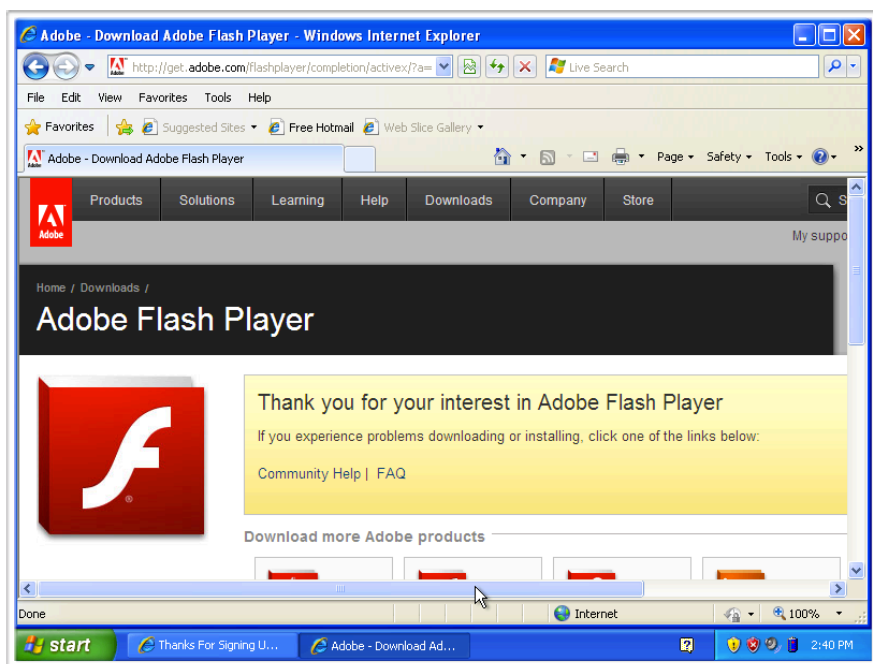 Adobe - Download Adobe Flash Player - Windows Internet Explorer
http://get.adobe.com/flashplayer/completion/activex/?a=
Live Search
File Edit View Favorites Tools Help
Favorites Suggested Sites Free Hotmail Web Slice Gallery
Adobe - Download Adobe Flash Player Page Safety Tools
Products Solutions Learning Help Downloads Company Store S
Adobe
My suppo
Home / Downloads /
Adobe Flash Player
Thank you for your interest in Adobe Flash Player
If you experience problems downloading or installing, click one of the links below:
Community Help | FAQ
Download more Adobe products
Done Internet 100%
start Thanks For Signing U... Adobe - Download Ad... 2:40 PM